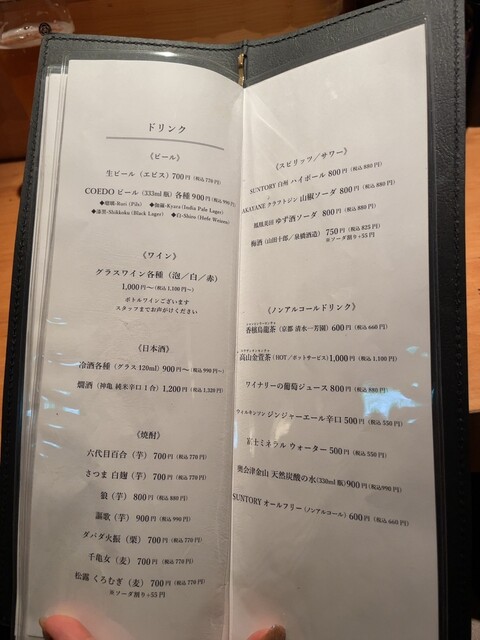 ドリンク
《ビール》
生ビール（エビス）700円（税込770円）
COEDO ビール（333ml 瓶）各種 900円（税込990円）
◆瑠璃-Ruri (Pils) ◆伽羅-Kyara (India Pale Lager)
◆漆黒-Shikkoku (Black Lager) ◆白-Shiro (Hefe Weizen)
《ワイン》
グラスワイン各種（泡／白／赤）
1,000円〜（税込1,100円〜）
ボトルワインございます
スタッフまでお声がけください
《日本酒》
冷酒各種（グラス120ml）900円〜（税込990円〜）
燗酒（神亀 純米辛口 1合）1,200円（税込1,320円）
《焼酎》
六代目百合（芋）700円（税込770円）
さつま 白麹（芋）700円（税込770円）
狼（芋）800円（税込880円）
謳歌（芋）900円（税込990円）
ダバダ火振（栗）700円（税込770円）
千亀女（麦）700円（税込770円）
松露 くろむぎ（麦）700円（税込770円）
※ソーダ割り+55円
《スピリッツ／サワー》
SUNTORY 白州 ハイボール 800円（税込880円）
AKAYANE クラフトジン 山椒ソーダ 800円（税込880円）
鳳凰美田 ゆず酒ソーダ 800円（税込880円）
梅酒（山田十郎／泉橋酒造）750円（税込825円）
※ソーダ割り+55円
《ノンアルコールドリンク》
香檳烏龍茶（京都 清水一芳園）600円（税込660円）
高山金萱茶（HOT／ポットサービス）1,000円（税込1,100円）
ワイナリーの葡萄ジュース 800円（税込880円）
ウィルキンソン ジンジャーエール辛口 500円（税込550円）
富士ミネラル ウォーター 500円（税込550円）
奥会津金山 天然炭酸の水(330ml瓶)900円(税込990円)
SUNTORY オールフリー（ノンアルコール）600円（税込660円）